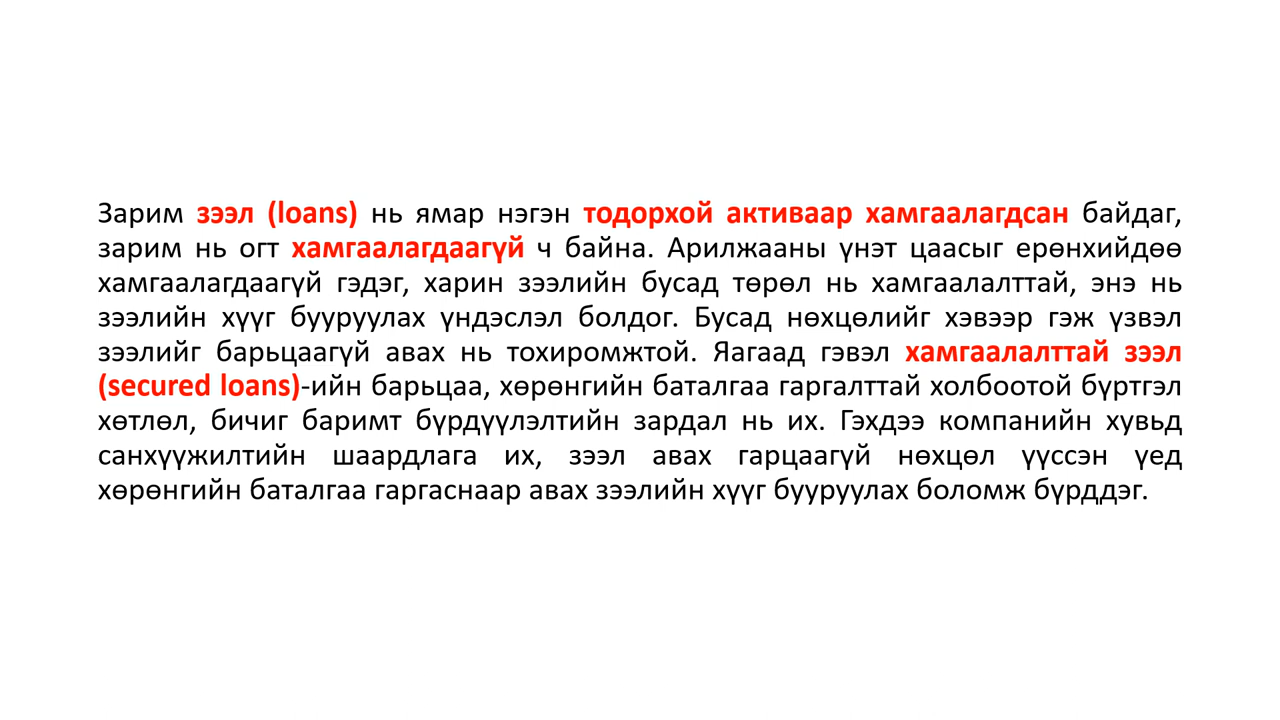 Зарим зээл (loans) нь ямар нэгэн тодорхой активаар хамгаалагдсан байдаг,
зарим нь огт хамгаалагдаагүй ч байна. Арилжааны үнэт цаасыг ерөнхийдөө
хамгаалагдаагүй гэдэг, харин зээлийн бусад төрөл нь хамгаалалттай, энэ нь
зээлийн хүүг бууруулах үндэслэл болдог. Бусад нөхцөлийг хэвээр гэж үзвэл
зээлийг барьцаагүй авах нь тохиромжтой. Яагаад гэвэл хамгаалалттай зээл
(secured loans)-ийн барьцаа, хөрөнгийн баталгаа гаргалттай холбоотой бүртгэл
хөтлөл, бичиг баримт бүрдүүлэлтийн зардал нь их. Гэхдээ компанийн хувьд
санхүүжилтийн шаардлага их, зээл авах гарцаагүй нөхцөл үүссэн үед
хөрөнгийн баталгаа гаргаснаар авах зээлийн хүүг бууруулах боломж бүрддэг.